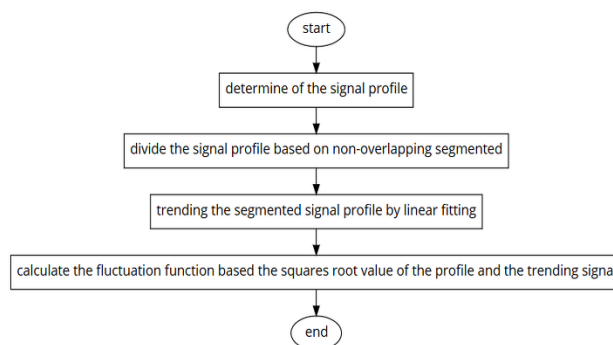 start
determine of the signal profile
divide the signal profile based on non-overlapping segmented
trending the segmented signal profile by linear fitting
calculate the fluctuation function based the squares root value of the profile and the trending signal
end